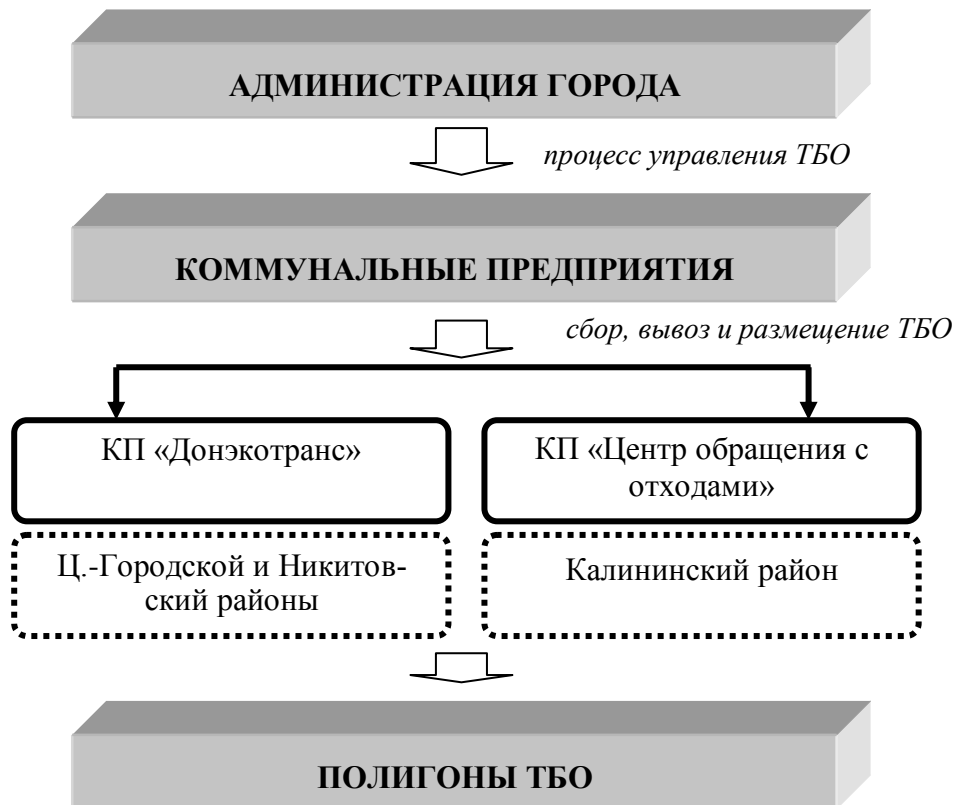 АДМИНИСТРАЦИЯ ГОРОДА
процесс управления ТБО
КОММУНАЛЬНЫЕ ПРЕДПРИЯТИЯ
сбор, вывоз и размещение ТБО
КП «Донэкотранс»
КП «Центр обращения с
отходами»
Ц.-Городской и Никитов-
ский районы
Калининский район
ПОЛИГОНЫ ТБО